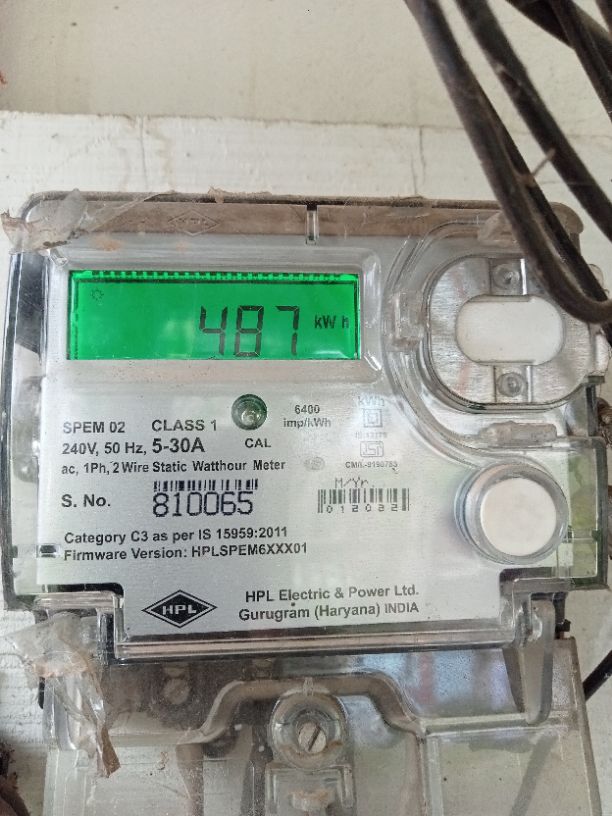 487 kWh
SPEM 02 CLASS 1
240V, 50 Hz, 5-30A
CAL
6400
imp/kWh
ac, 1Ph, 2 Wire Static Watthour Meter
S. No. 810065
Category C3 as per IS 15959:2011
Firmware Version: HPLSPEM6XXX01
kWh
M/Yr
HPL
HPL Electric & Power Ltd.
Gurugram (Haryana) INDIA